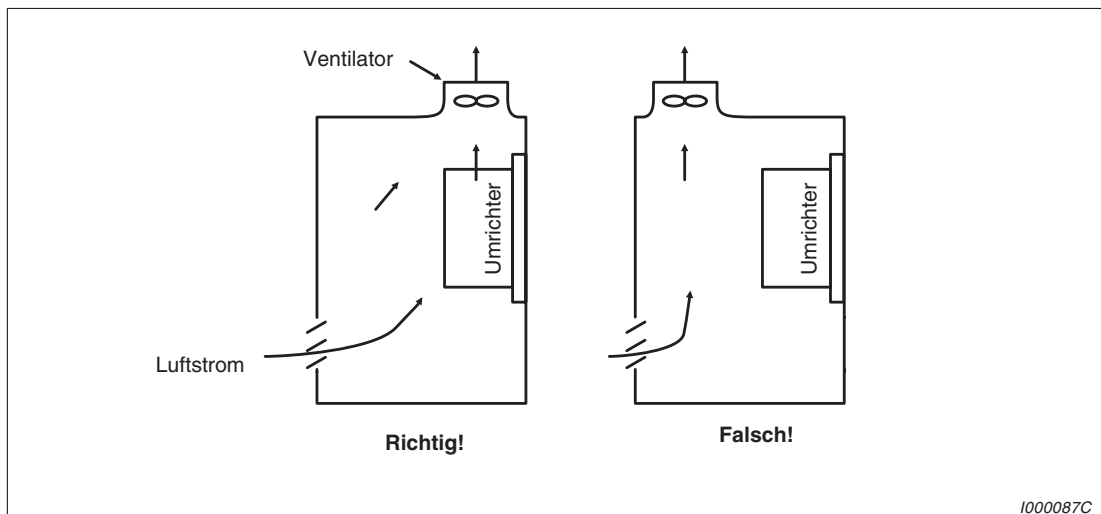 Ventilator
Umrichter
Umrichter
Luftstrom
Richtig!
Falsch!
I000087C